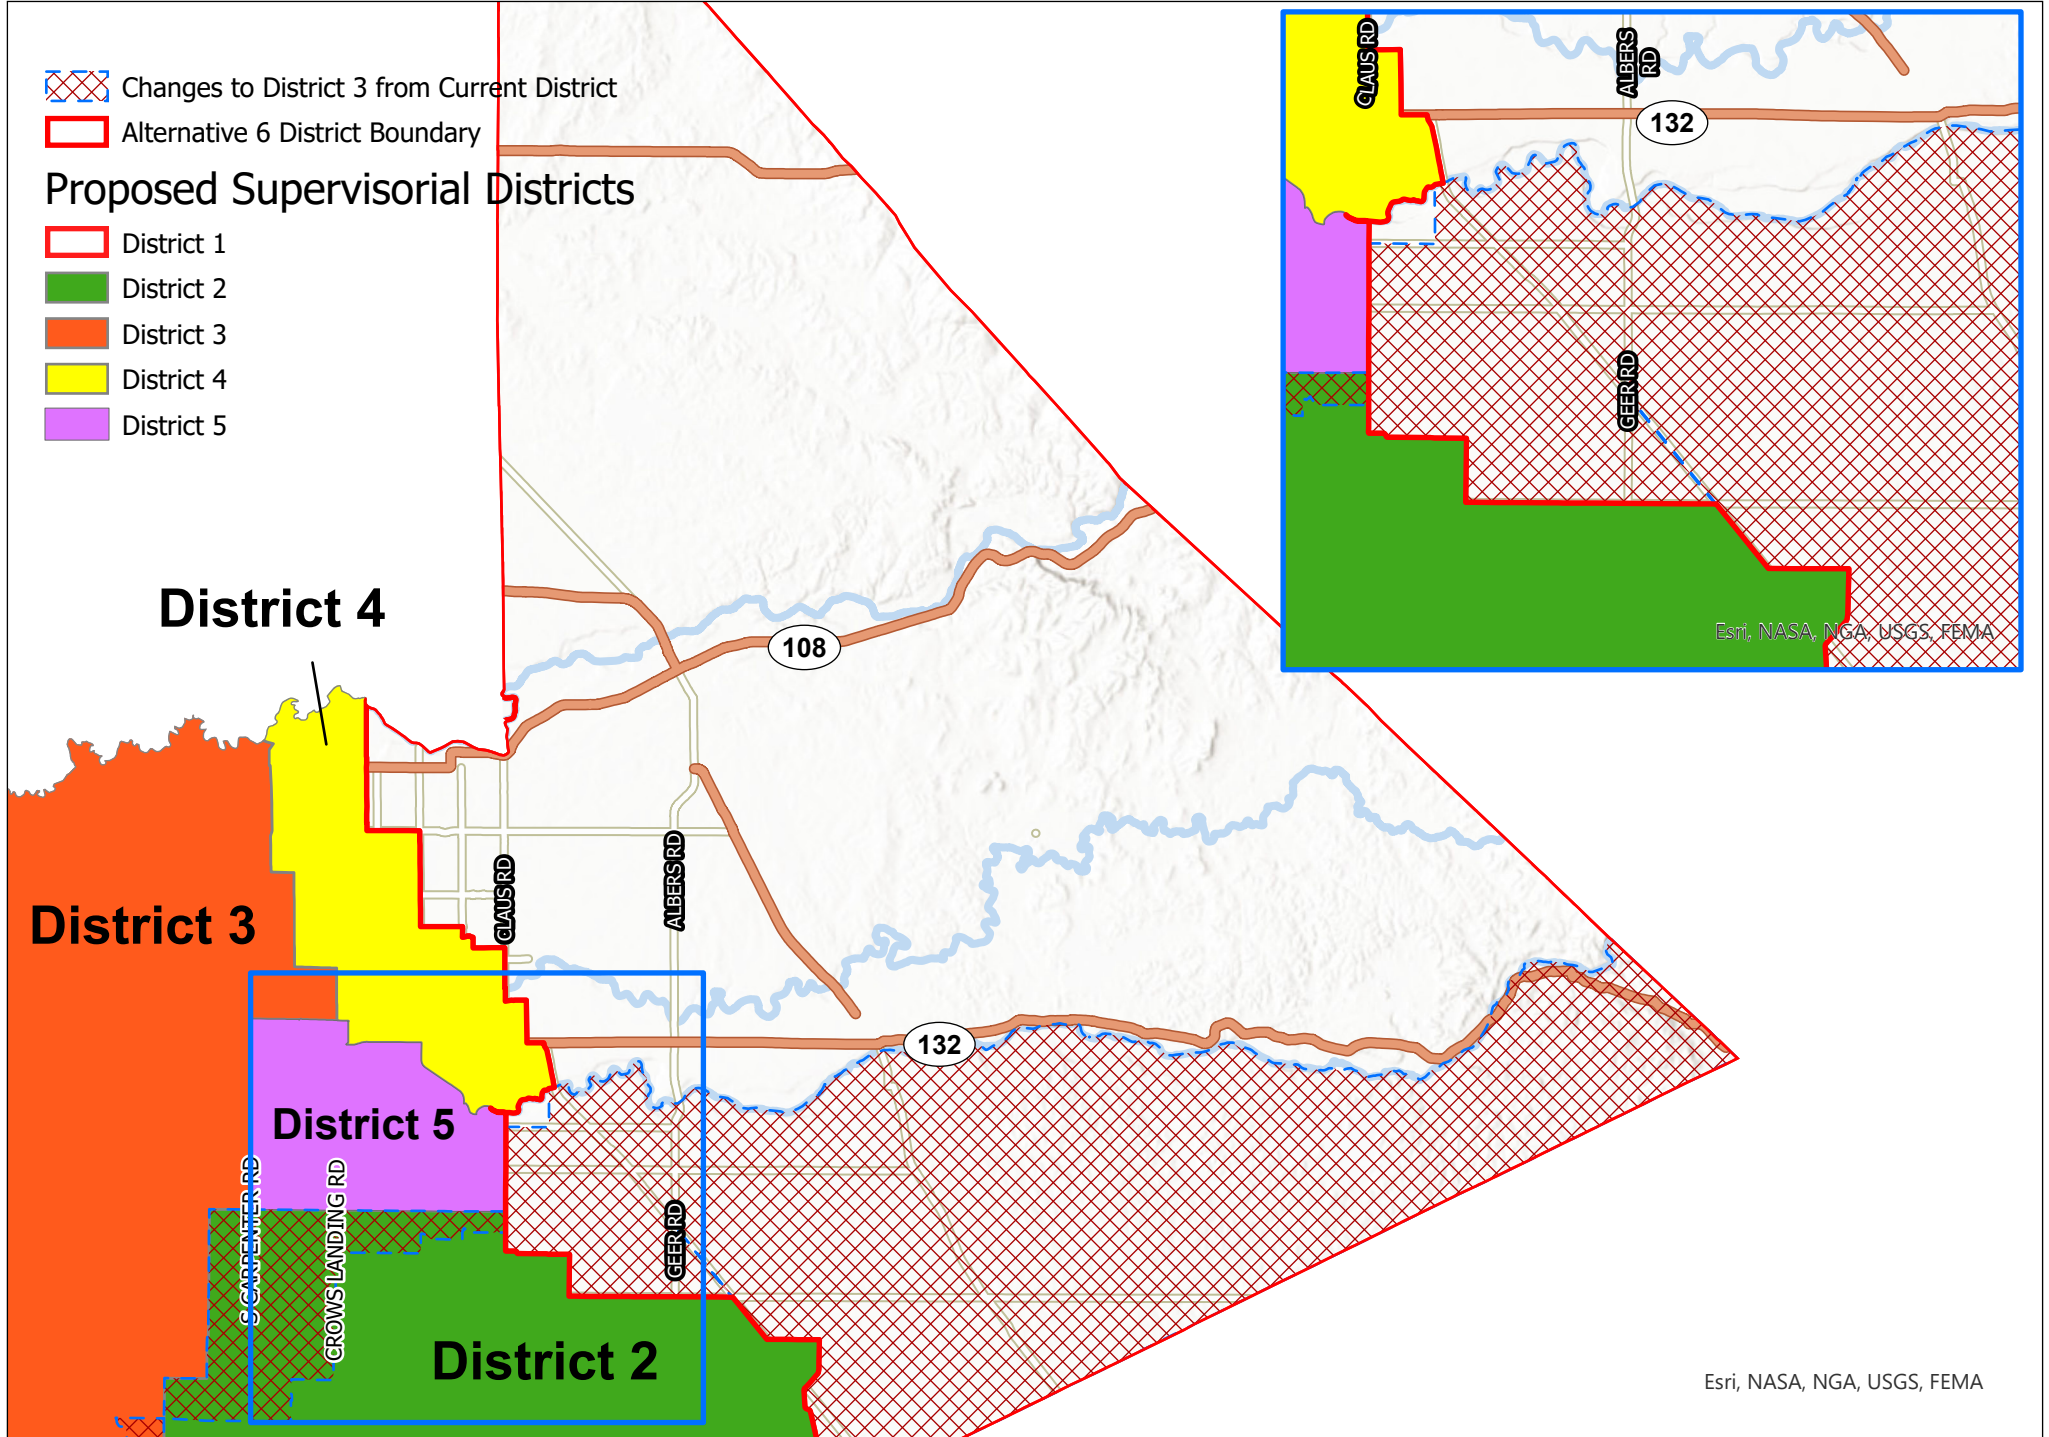 Changes to District 3 from Current District
Alternative 6 District Boundary
Proposed Supervisorial Districts
District 1
District 2
District 3
District 4
District 5
CLAUS RD
ALBERS
RD
132
GEER RD
Esri, NASA, NGA, USGS, FEMA
District 4
108
District 3
CLAUS RD
ALBERS RD
132
District 5
S CARPENTER RD
CROWS LANDING RD
GEER RD
District 2
Esri, NASA, NGA, USGS, FEMA